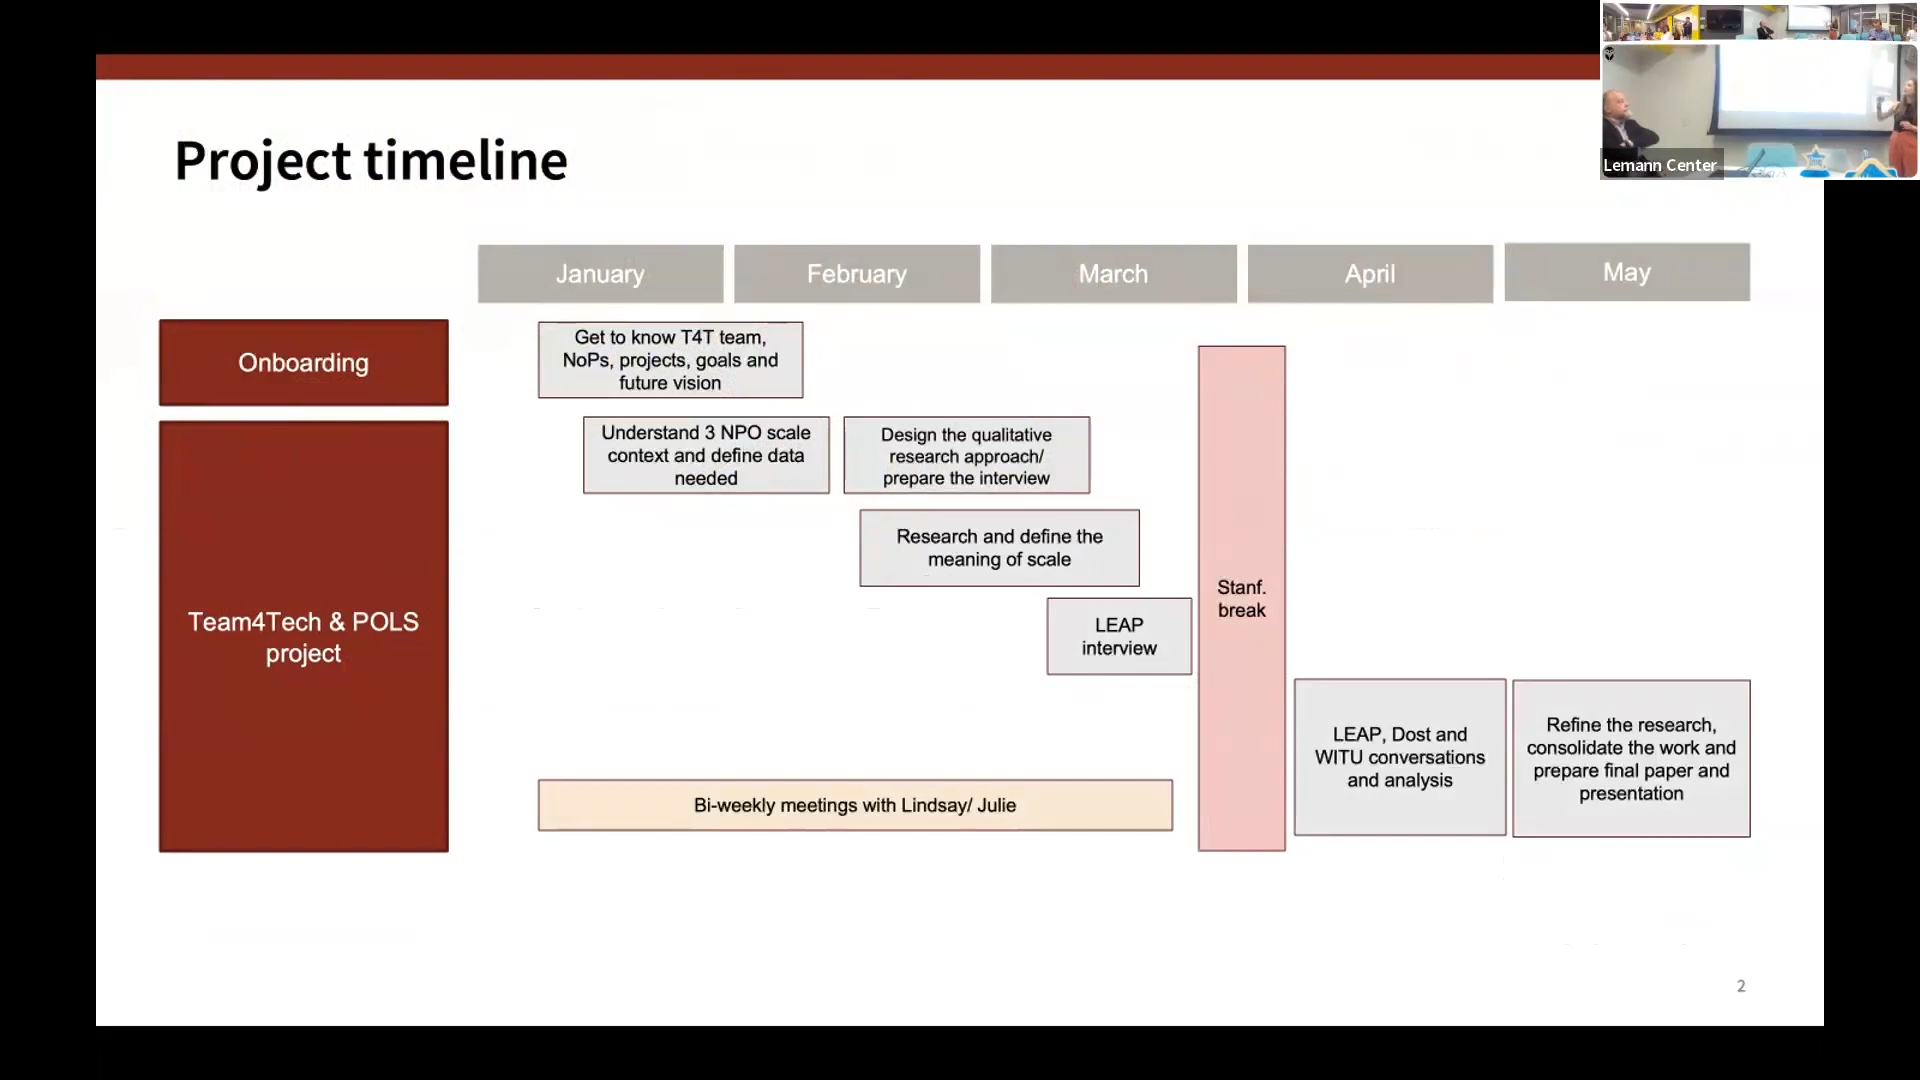 Project timeline
Lemann Center
January
February
March
April
May
Onboarding
Get to know T4T team,
NoPs, projects, goals and
future vision
Team4Tech & POLS
project
Understand 3 NPO scale
context and define data
needed
Design the qualitative
research approach/
prepare the interview
Research and define the
meaning of scale
LEAP
interview
Stanf.
break
LEAP, Dost and
WITU conversations
and analysis
Refine the research,
consolidate the work and
prepare final paper and
presentation
Bi-weekly meetings with Lindsay/ Julie
2